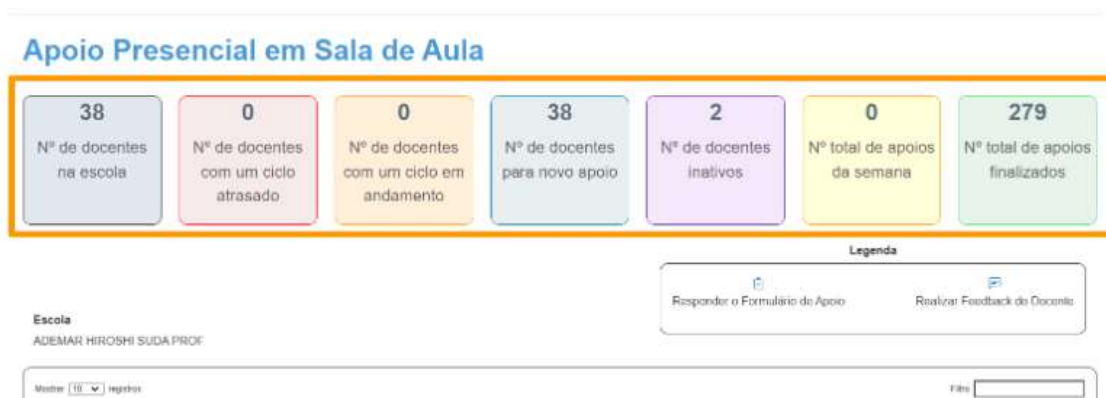 Apoio Presencial em Sala de Aula
38
Nº de docentes
na escola
0
Nº de docentes
com um ciclo
atrasado
0
Nº de docentes
com um ciclo em
andamento
38
Nº de docentes
para novo apoio
2
Nº de docentes
inativos
0
Nº total de apoios
da semana
279
Nº total de apoios
finalizados
Legenda
Responder o Formulário de Apoio
Realizar Feedback do Docente
Escola
ADEMAR HIROSHI SUDA PROF
Mostrar 10 registros
Filtro